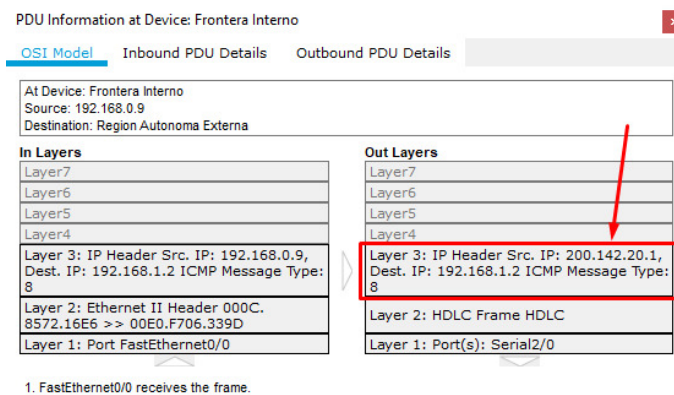 PDU Information at Device: Frontera Interno
OSI Model Inbound PDU Details Outbound PDU Details
At Device: Frontera Interno
Source: 192.168.0.9
Destination: Region Autonoma Externa
In Layers
Layer7
Layer6
Layer5
Layer4
Layer 3: IP Header Src. IP: 192.168.0.9,
Dest. IP: 192.168.1.2 ICMP Message Type:
8
Layer 2: Ethernet II Header 000C.
8572.16E6 >> 00E0.F706.339D
Layer 1: Port FastEthernet0/0
Out Layers
Layer7
Layer6
Layer5
Layer4
Layer 3: IP Header Src. IP: 200.142.20.1,
Dest. IP: 192.168.1.2 ICMP Message Type:
8
Layer 2: HDLC Frame HDLC
Layer 1: Port(s): Serial2/0
1. FastEthernet0/0 receives the frame.